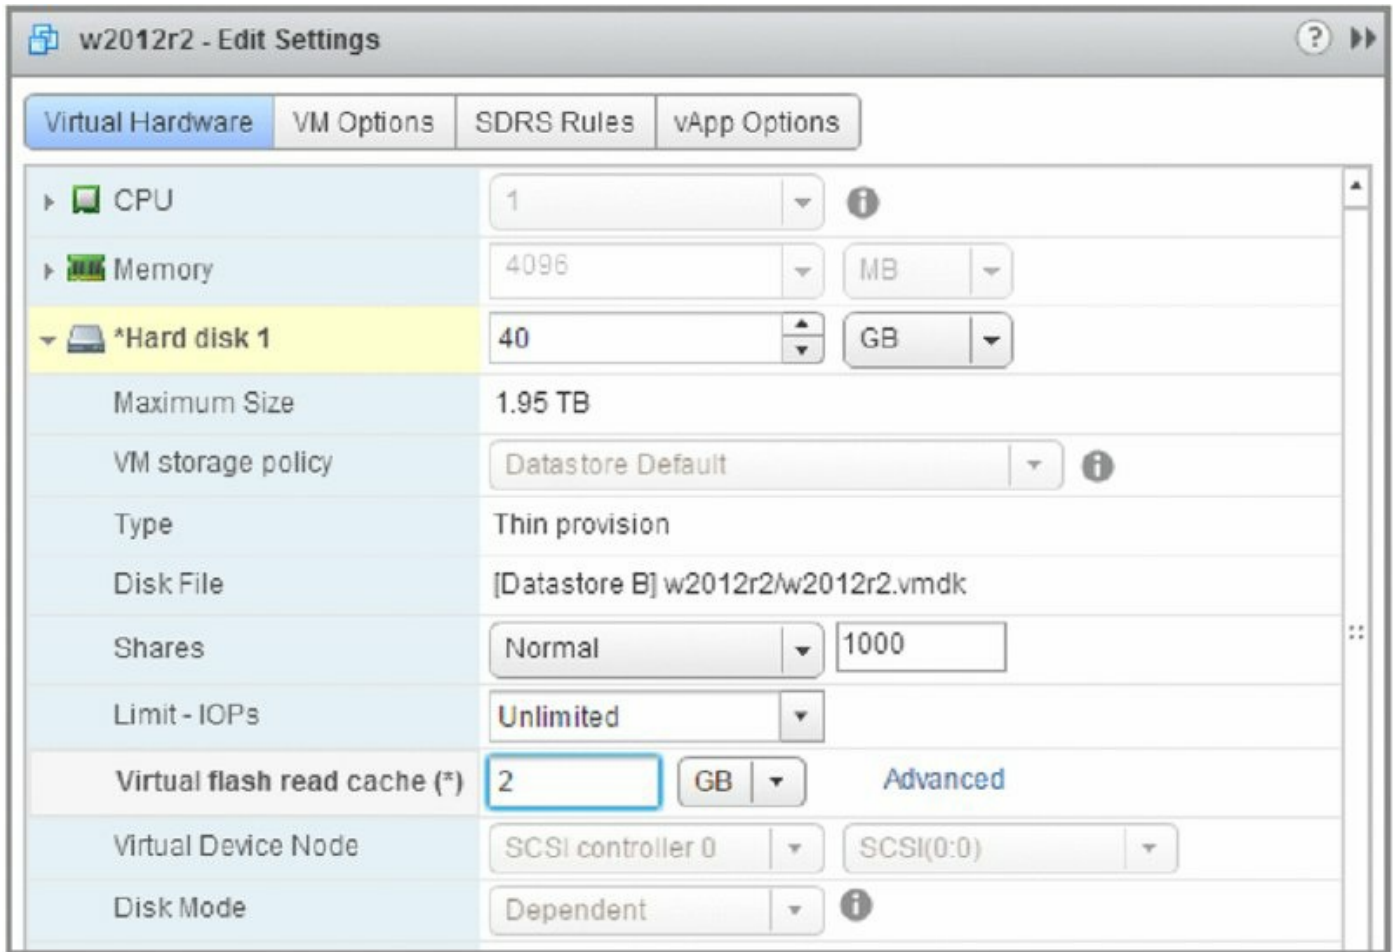 w2012r2 - Edit Settings ?
Virtual Hardware VM Options SDRS Rules vApp Options
CPU 1
Memory 4096 MB
*Hard disk 1 40 GB
Maximum Size 1.95 TB
VM storage policy Datastore Default
Type Thin provision
Disk File [Datastore B] w2012r2/w2012r2.vmdk
Shares Normal 1000
Limit - IOPs Unlimited
Virtual flash read cache (*) 2 GB Advanced
Virtual Device Node SCSI controller 0 SCSI(0:0)
Disk Mode Dependent